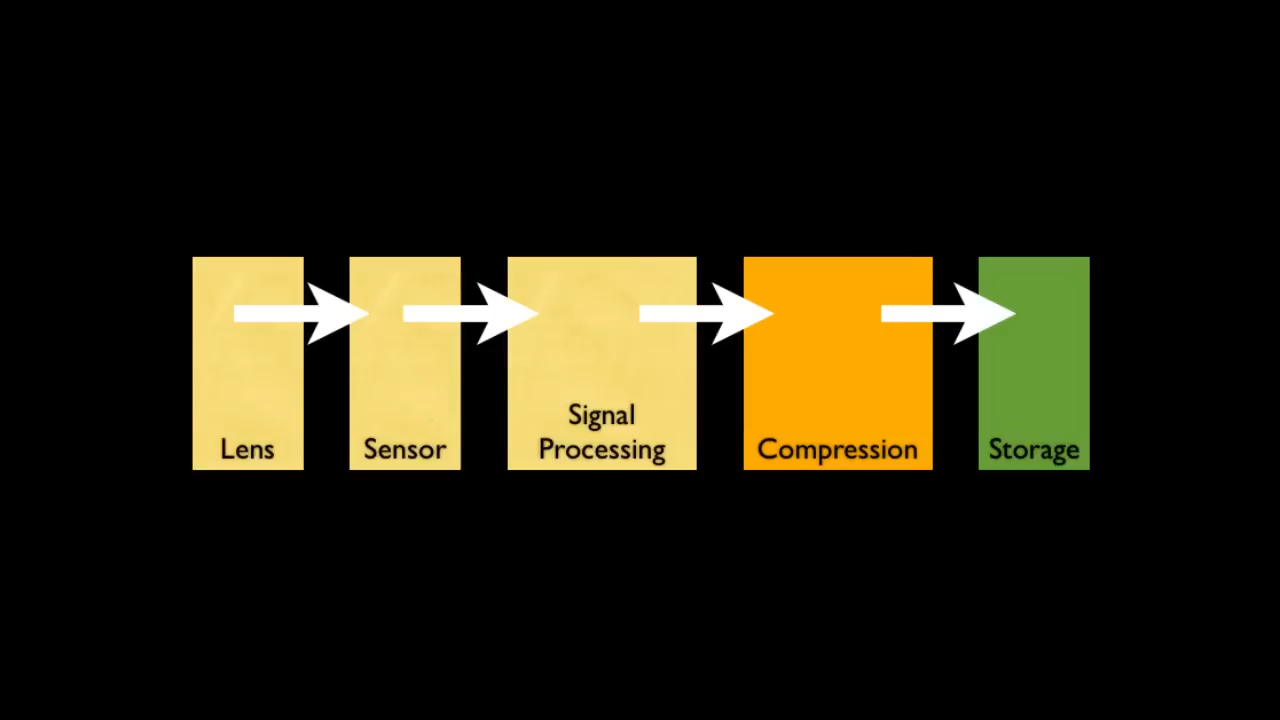 Lens
Sensor
Signal
Processing
Compression
Storage